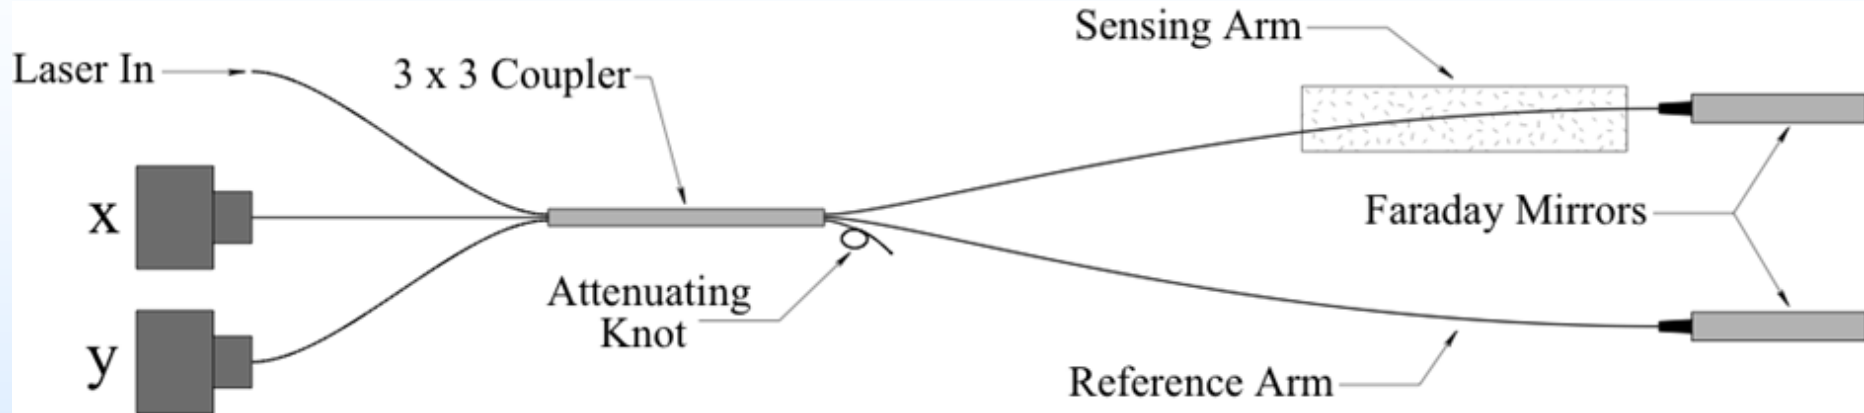 Sensing Arm
Laser In
3 x 3 Coupler
x
Faraday Mirrors
Attenuating
Knot
y
Reference Arm